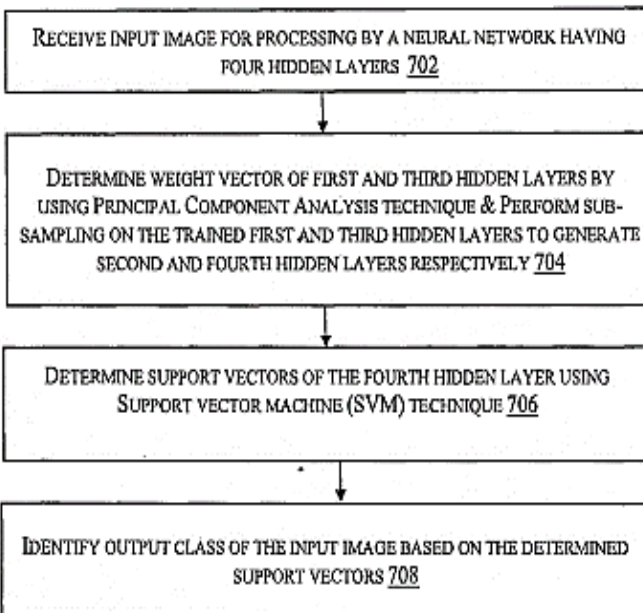 RECEIVE INPUT IMAGE FOR PROCESSING BY A NEURAL NETWORK HAVING
FOUR HIDDEN LAYERS 702
DETERMINE WEIGHT VECTOR OF FIRST AND THIRD HIDDEN LAYERS BY
USING PRINCIPAL COMPONENT ANALYSIS TECHNIQUE & PERFORM SUB-
SAMPLING ON THE TRAINED FIRST AND THIRD HIDDEN LAYERS TO GENERATE
SECOND AND FOURTH HIDDEN LAYERS RESPECTIVELY 704
DETERMINE SUPPORT VECTORS OF THE FOURTH HIDDEN LAYER USING
SUPPORT VECTOR MACHINE (SVM) TECHNIQUE 706
IDENTIFY OUTPUT CLASS OF THE INPUT IMAGE BASED ON THE DETERMINED
SUPPORT VECTORS 708